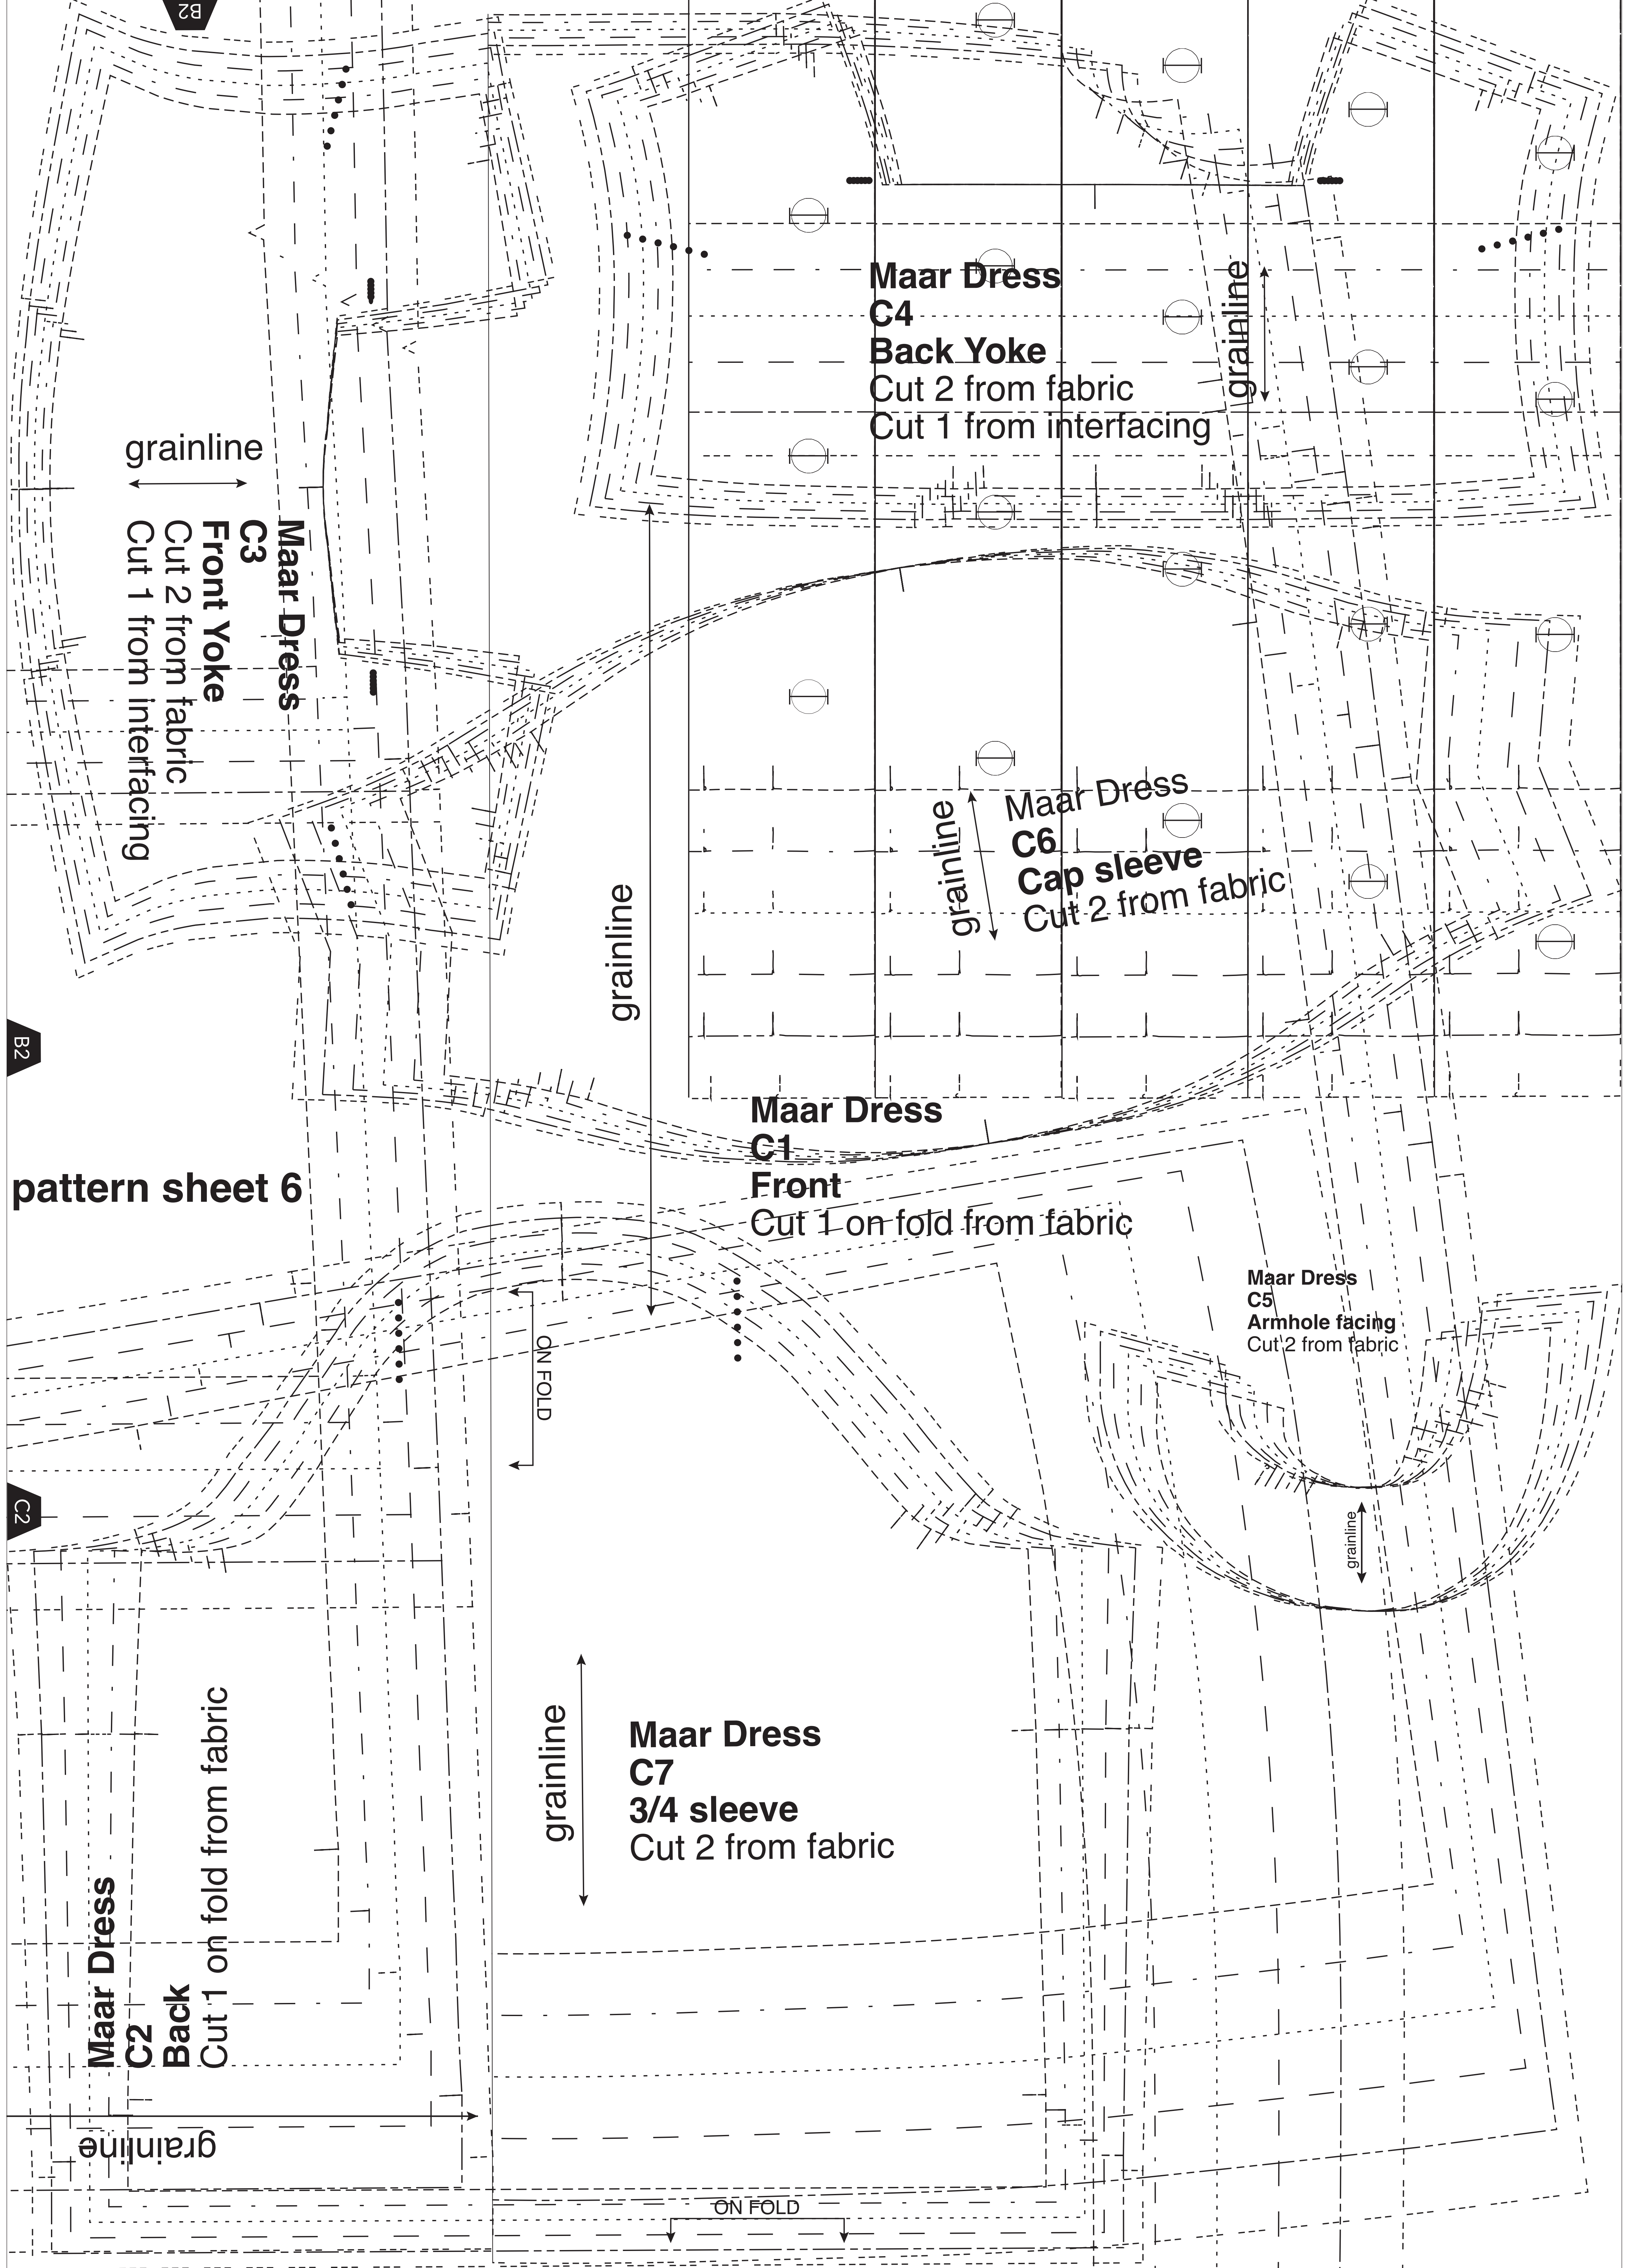 B2
Maar Dress
C4
Back Yoke
Cut 2 from fabric
Cut 1 from interfacing
grainline
grainline
Maar Dress
C3
Front Yoke
Cut 2 from fabric
Cut 1 from interfacing
grainline
Maar Dress
C6
Cap sleeve
Cut 2 from fabric
grainline
B2
Maar Dress
C1
Front
Cut 1 on fold from fabric
pattern sheet 6
ON FOLD
Maar Dress
C5
Armhole facing
Cut 2 from fabric
grainline
C2
grainline
Maar Dress
C7
3/4 sleeve
Cut 2 from fabric
Maar Dress
C2
Back
Cut 1 on fold from fabric
grainline
ON FOLD